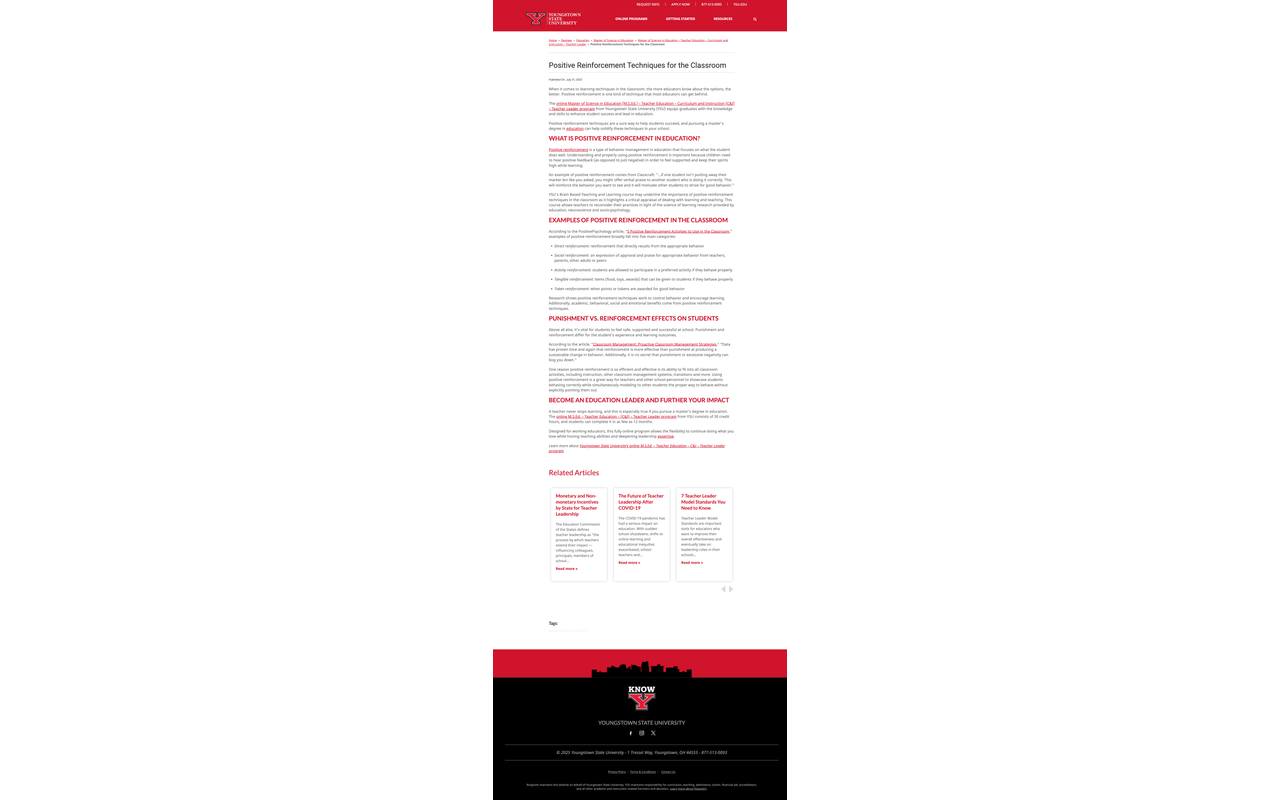 REQUEST INFO | APPLY NOW | 877-513-0093 | YSU.EDU
YOUNGSTOWN
STATE
UNIVERSITY
ONLINE PROGRAMS GETTING STARTED RESOURCES
Home » Degrees » Education » Master of Science in Education » Master of Science in Education – Teacher Education – Curriculum and
Instruction – Teacher Leader » Positive Reinforcement Techniques for the Classroom
Positive Reinforcement Techniques for the Classroom
When it comes to learning techniques in the classroom, the more educators know about the options, the
better. Positive reinforcement is one kind of technique that most educators can get behind.
The online Master of Science in Education (M.S.Ed.) – Teacher Education – Curriculum and Instruction (C&I)
– Teacher Leader program from Youngstown State University (YSU) equips graduates with the knowledge
and skills to enhance student success and lead in education.
Positive reinforcement techniques are a sure way to help students succeed, and pursuing a master's
degree in education can help solidify these techniques in your school.
WHAT IS POSITIVE REINFORCEMENT IN EDUCATION?
Positive reinforcement is a type of behavior management in education that focuses on what the student
does well. Understanding and properly using positive reinforcement is important because children need
to hear positive feedback (as opposed to just negative) in order to feel supported and keep their spirits
high while learning.
An example of positive reinforcement comes from Classcraft: "…if one student isn't putting away their
marker bin like you asked, you might offer verbal praise to another student who is doing it correctly. This
will reinforce the behavior you want to see and it will motivate other students to strive for good behavior."
YSU's Brain Based Teaching and Learning course may underline the importance of positive reinforcement
techniques in the classroom as it highlights a critical appraisal of dealing with learning and teaching. This
course allows teachers to reconsider their practices in light of the science of learning research provided by
education, neuroscience and socio-psychology.
EXAMPLES OF POSITIVE REINFORCEMENT IN THE CLASSROOM
According to the PositivePsychology article, "5 Positive Reinforcement Activities to Use in the Classroom,"
examples of positive reinforcement broadly fall into five main categories:
• Direct reinforcement: reinforcement that directly results from the appropriate behavior
• Social reinforcement: an expression of approval and praise for appropriate behavior from teachers,
parents, other adults or peers
• Activity reinforcement: students are allowed to participate in a preferred activity if they behave properly
• Tangible reinforcement: items (food, toys, awards) that can be given to students if they behave properly
• Token reinforcement: when points or tokens are awarded for good behavior
Research shows positive reinforcement techniques work to control behavior and encourage learning.
Additionally, academic, behavioral, social and emotional benefits come from positive reinforcement
techniques.
PUNISHMENT VS. REINFORCEMENT EFFECTS ON STUDENTS
Above all else, it's vital for students to feel safe, supported and successful at school. Punishment and
reinforcement differ for the student's experience and learning outcomes.
According to the article, "Classroom Management: Proactive Classroom Management Strategies," "Data
has proven time and again that reinforcement is more effective than punishment at producing a
sustainable change in behavior. Additionally, it is no secret that punishment or excessive negativity can
bog you down."
One reason positive reinforcement is so efficient and effective is its ability to fit into all classroom
activities, including instruction, other classroom management systems, transitions and more. Using
positive reinforcement is a great way for teachers and other school personnel to showcase students
behaving correctly while simultaneously modeling to other students the proper way to behave without
explicitly pointing them out.
BECOME AN EDUCATION LEADER AND FURTHER YOUR IMPACT
A teacher never stops learning, and this is especially true if you pursue a master's degree in education.
The online M.S.Ed. – Teacher Education – (C&I) – Teacher Leader program from YSU consists of 30 credit
hours, and students can complete it in as few as 12 months.
Designed for working educators, this fully online program allows the flexibility to continue doing what you
love while honing teaching abilities and deepening leadership expertise.
Learn more about Youngstown State University's online M.S.Ed. – Teacher Education – C&I – Teacher Leader
program.
Related Articles
Monetary and Non-
monetary Incentives
by State for Teacher
Leadership
The Education Commission
of the States defines
teacher leadership as "the
process by which teachers
extend their impact —
influencing colleagues,
principals, members of
school…
Read more »
The Future of Teacher
Leadership After
COVID-19
The COVID-19 pandemic has
had a serious impact on
education. With sudden
school shutdowns, shifts to
online learning and
educational inequities
exacerbated, school
teachers and…
Read more »
7 Teacher Leader
Model Standards You
Need to Know
Teacher Leader Model
Standards are important
tools for educators who
want to improve their
overall effectiveness and
eventually take on
leadership roles in their
schools…
Read more »
Tags:
KNOW
Y
YOUNGSTOWN STATE UNIVERSITY
© 2025 Youngstown State University - 1 Tressel Way, Youngstown, OH 44555 - 877-513-0093
Privacy Policy | Terms & Conditions | Contact Us